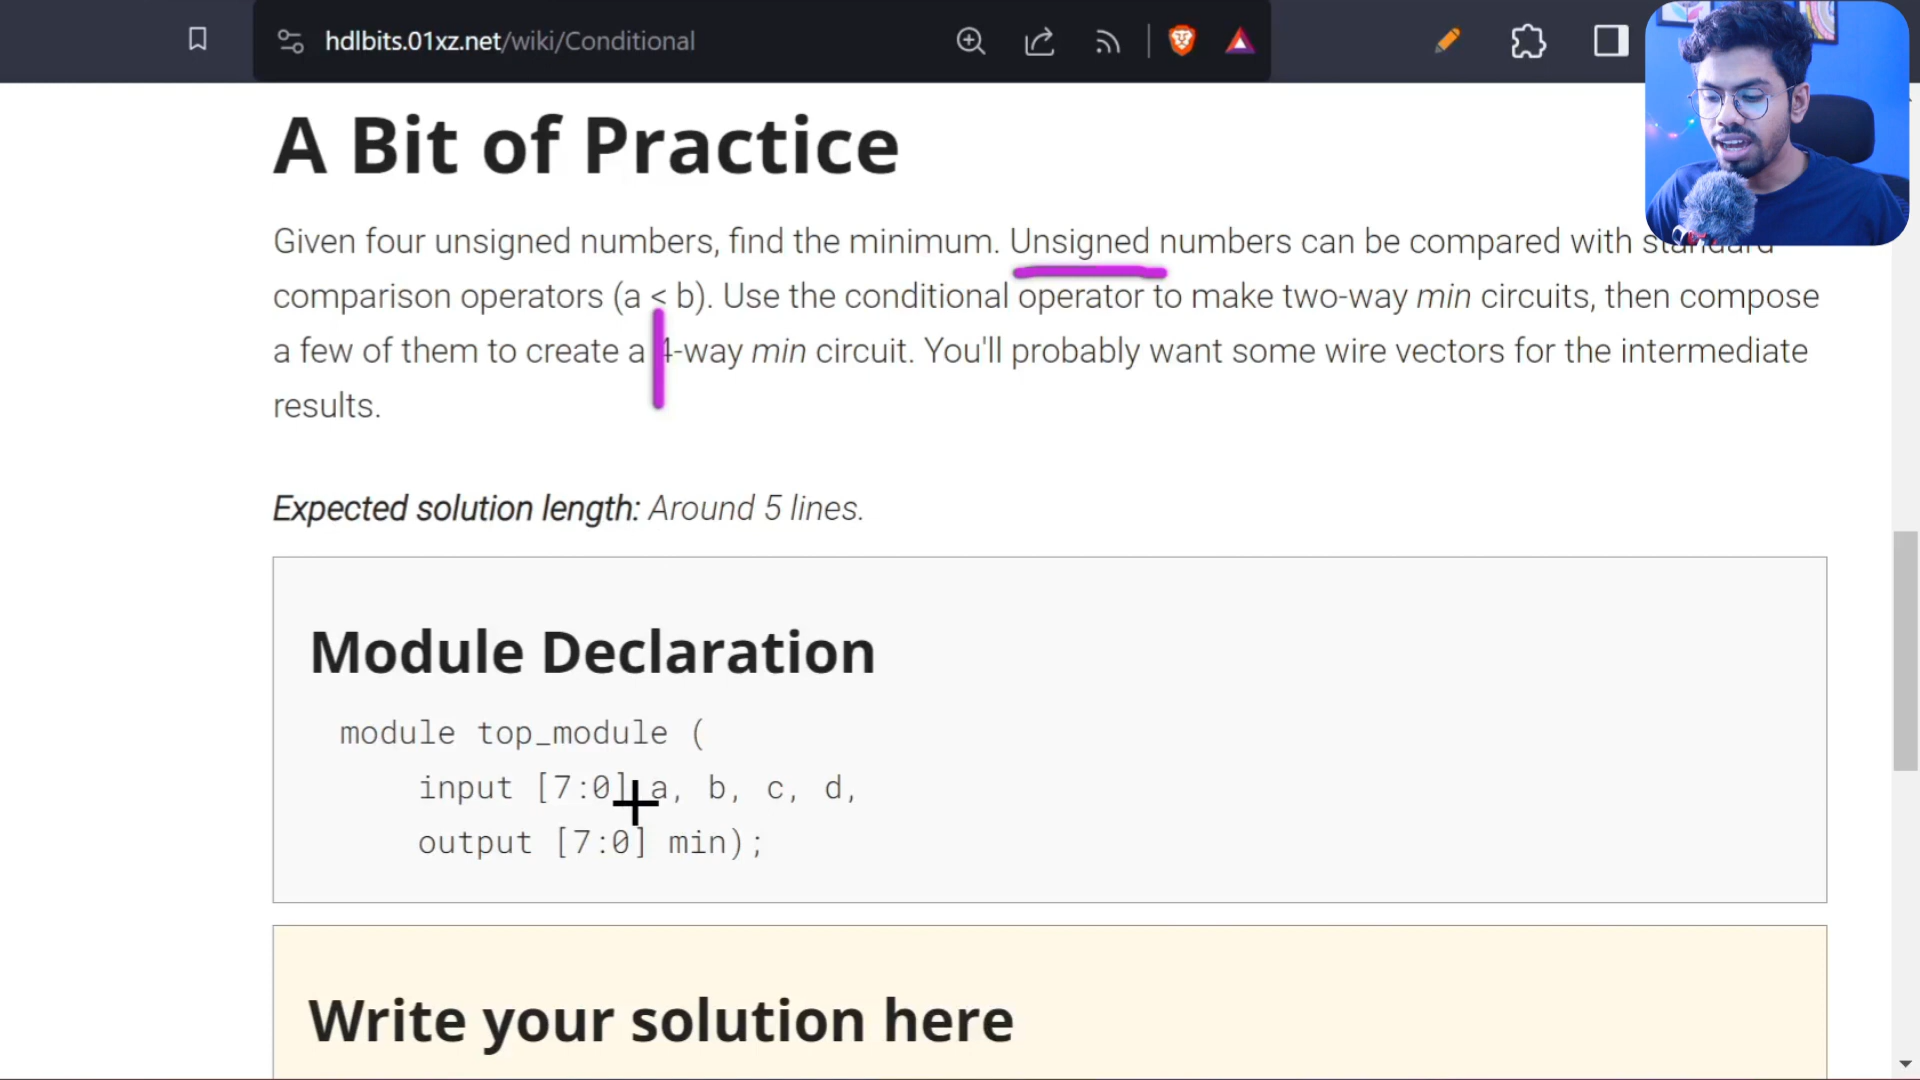 hdlbits.01xz.net/wiki/Conditional
A Bit of Practice
Given four unsigned numbers, find the minimum. Unsigned numbers can be compared with standard
comparison operators (a < b). Use the conditional operator to make two-way min circuits, then compose
a few of them to create a 4-way min circuit. You'll probably want some wire vectors for the intermediate
results.
Expected solution length: Around 5 lines.
Module Declaration
module top_module (
input [7:0] a, b, c, d,
output [7:0] min);
Write your solution here